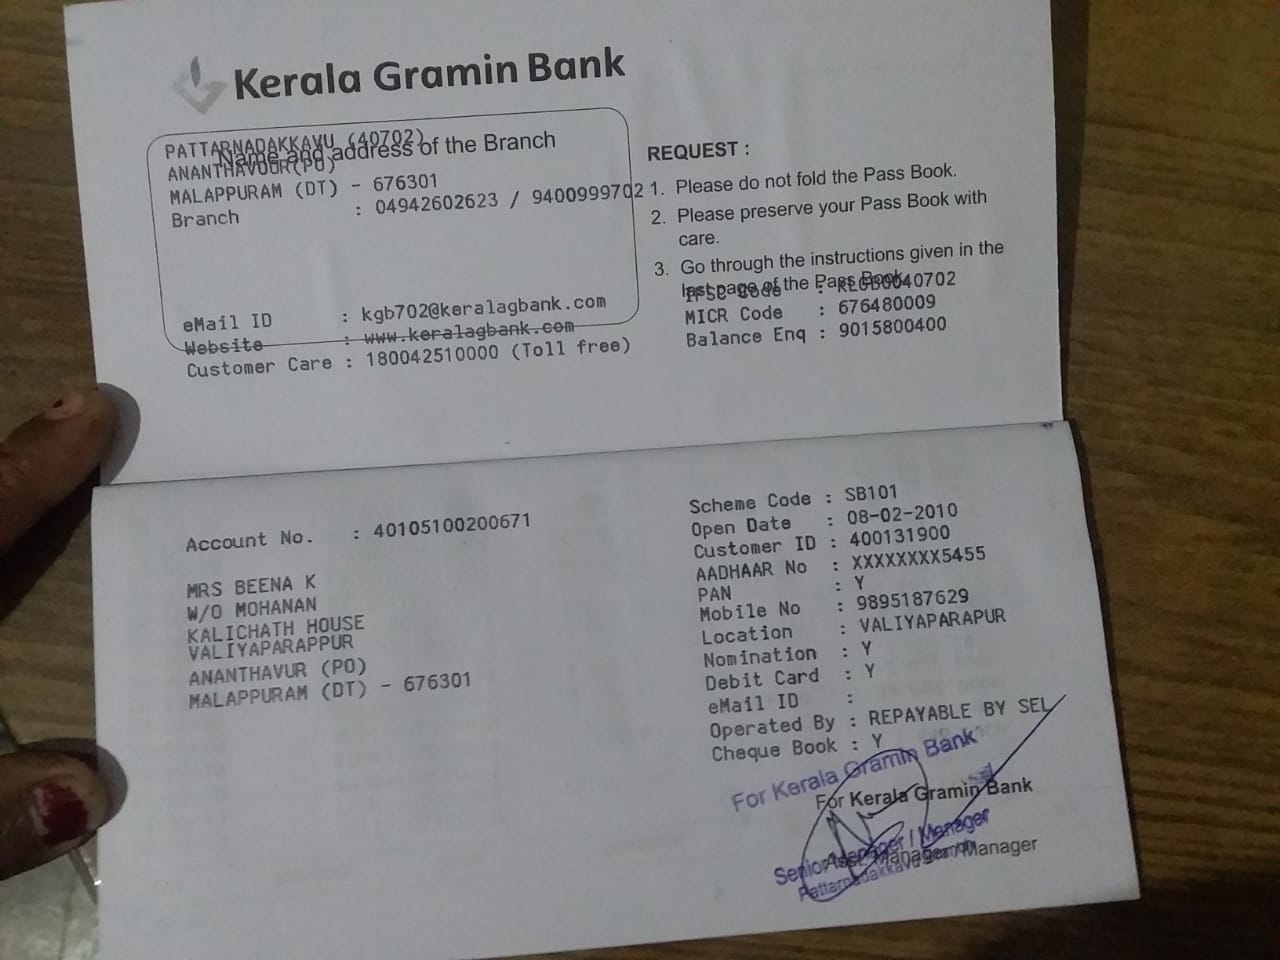 Kerala Gramin Bank
PATTARNADAKKAVU (40702)
Name and address of the Branch
ANANTHAVOOR(PO)
MALAPPURAM (DT) - 676301
Branch : 04942602623 / 9400999702
eMail ID : kgb702@keralagbank.com
Website : www.keralagbank.com
Customer Care : 180042510000 (Toll free)
REQUEST :
1. Please do not fold the Pass Book.
2. Please preserve your Pass Book with
care.
3. Go through the instructions given in the
last page of the Pass Book.
IFSC Code : KLGB0040702
MICR Code : 676480009
Balance Enq : 9015800400
Account No. : 40105100200671
MRS BEENA K
W/O MOHANAN
KALICHATH HOUSE
VALIYAPARAPPUR
ANANTHAVUR (PO)
MALAPPURAM (DT) - 676301
Scheme Code : SB101
Open Date : 08-02-2010
Customer ID : 400131900
AADHAAR No : XXXXXXXX5455
PAN : Y
Mobile No : 9895187629
Location : VALIYAPARAPUR
Nomination : Y
Debit Card : Y
eMail ID :
Operated By : REPAYABLE BY SEL
Cheque Book : Y
For Kerala Gramin Bank
For Kerala Gramin Bank
Senior Manager / Manager
Asst. Manager / Manager